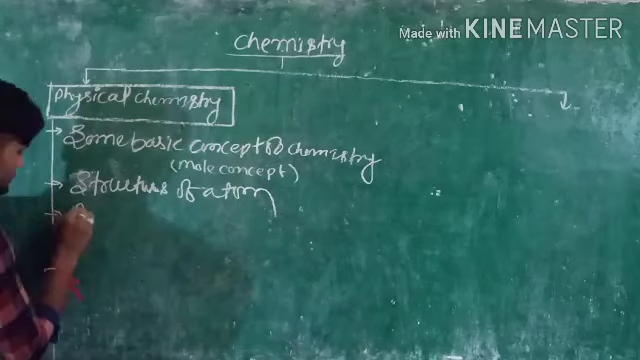 Made with KINEMASTER
Chemistry
Physical chemistry
Some basic concept of chemistry
(mole concept)
Structure of atom